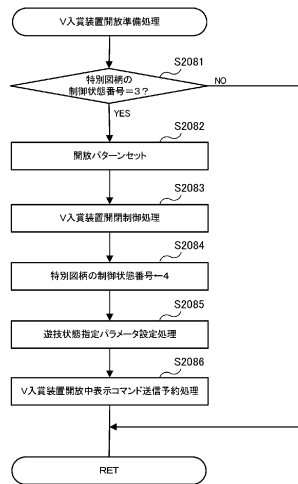 V入賞装置開放準備処理
S2081
特別図柄の
制御状態番号=3?
NO
YES
S2082
開放パターンセット
S2083
V入賞装置開閉制御処理
S2084
特別図柄の制御状態番号←4
S2085
遊技状態指定パラメータ設定処理
S2086
V入賞装置開放中表示コマンド送信予約処理
RET